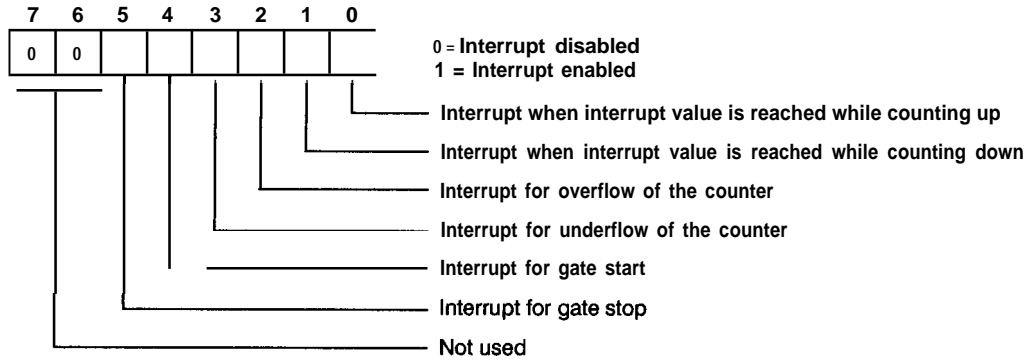 7 6 5 4 3 2 1 0
0 0
0 = Interrupt disabled
1 = Interrupt enabled
Interrupt when interrupt value is reached while counting up
Interrupt when interrupt value is reached while counting down
Interrupt for overflow of the counter
Interrupt for underflow of the counter
Interrupt for gate start
Interrupt for gate stop
Not used